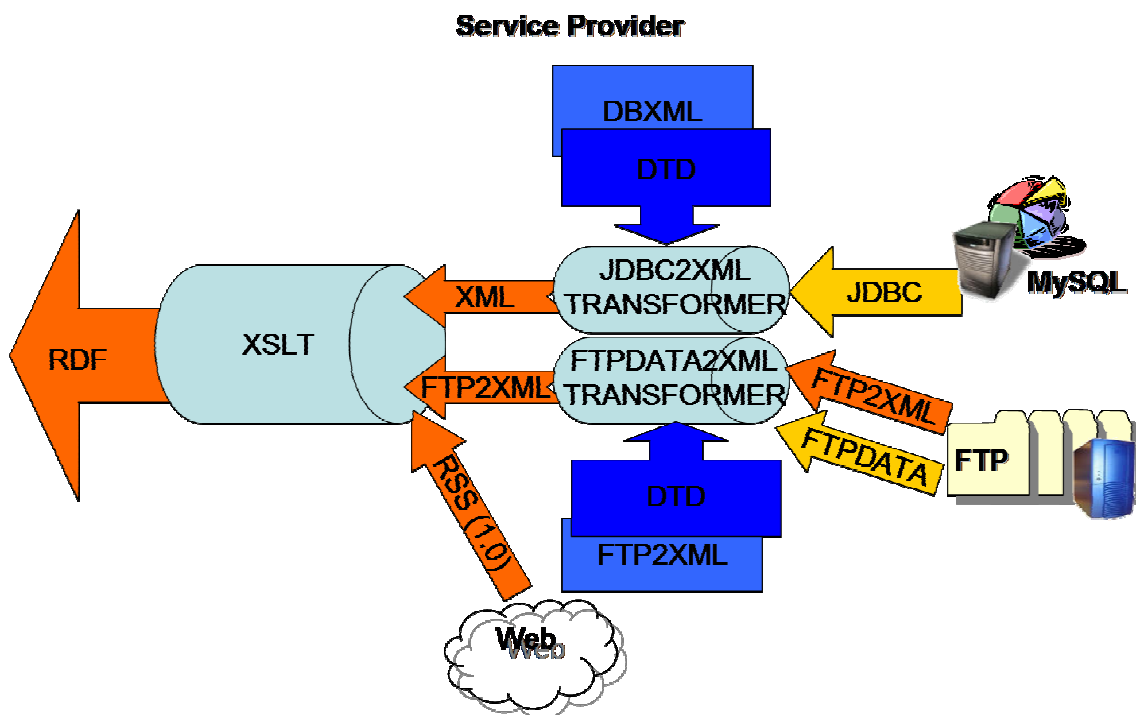 Service Provider
DBXML
DTD
JDBC2XML
TRANSFORMER
JDBC
MySQL
XML
XSLT
RDF
FTPDATA2XML
TRANSFORMER
FTP2XML
FTP2XML
FTPDATA
FTP
RSS (1.0)
DTD
FTP2XML
Web